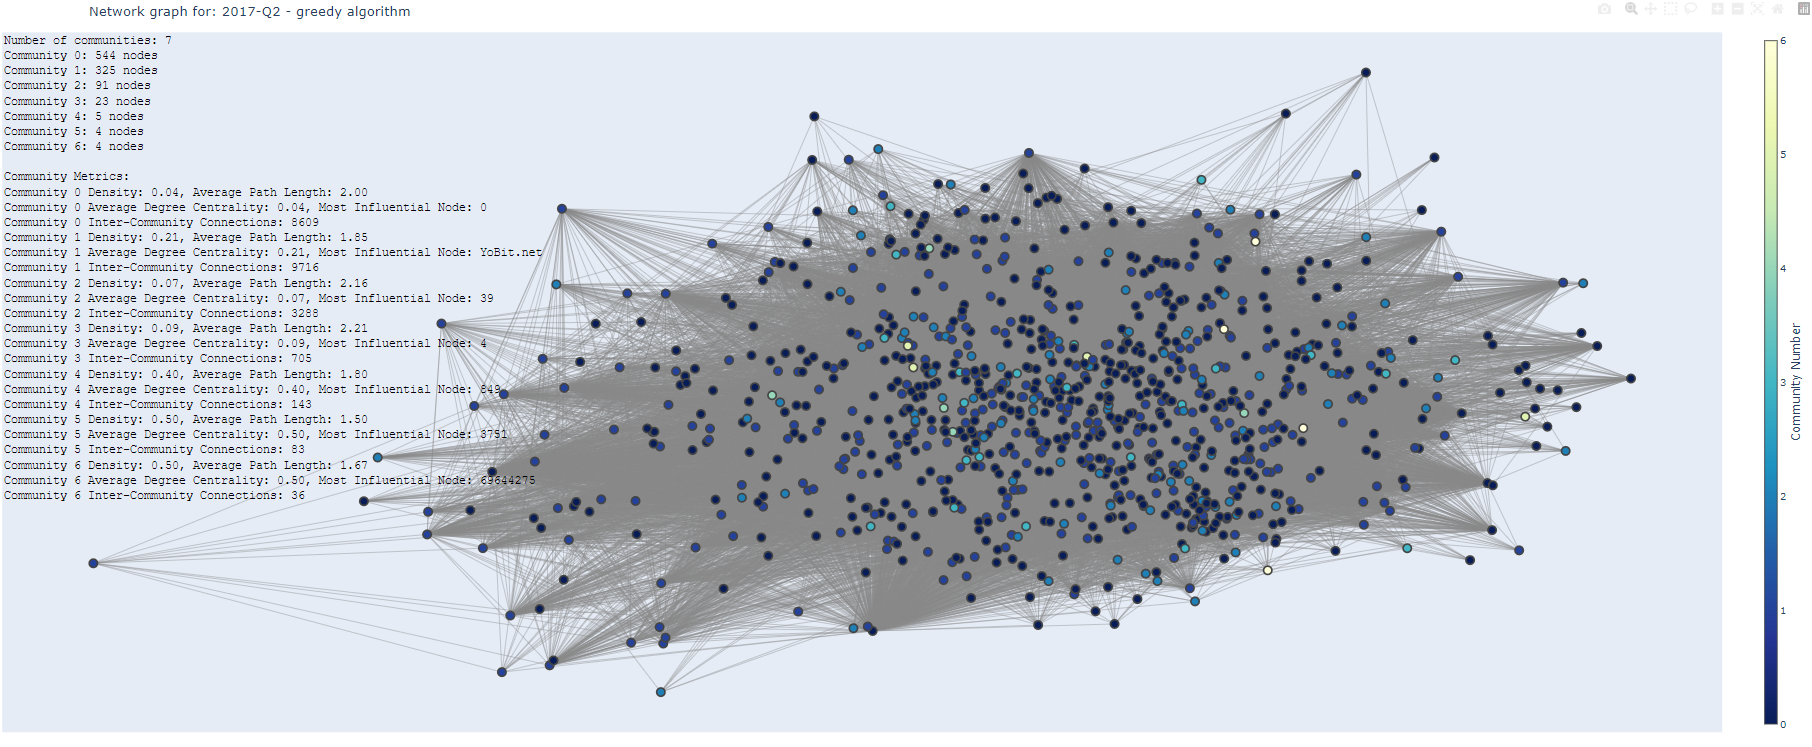 Network graph for: 2017-Q2 - greedy algorithm
Number of communities: 7
Community 0: 544 nodes
Community 1: 325 nodes
Community 2: 91 nodes
Community 3: 23 nodes
Community 4: 5 nodes
Community 5: 4 nodes
Community 6: 4 nodes
Community Metrics:
Community 0 Density: 0.04, Average Path Length: 2.00
Community 0 Average Degree Centrality: 0.04, Most Influential Node: 0
Community 0 Inter-Community Connections: 8609
Community 1 Density: 0.21, Average Path Length: 1.85
Community 1 Average Degree Centrality: 0.21, Most Influential Node: YoBit.net
Community 1 Inter-Community Connections: 9716
Community 2 Density: 0.07, Average Path Length: 2.16
Community 2 Average Degree Centrality: 0.07, Most Influential Node: 39
Community 2 Inter-Community Connections: 3288
Community 3 Density: 0.09, Average Path Length: 2.21
Community 3 Average Degree Centrality: 0.09, Most Influential Node: 4
Community 3 Inter-Community Connections: 705
Community 4 Density: 0.40, Average Path Length: 1.80
Community 4 Average Degree Centrality: 0.40, Most Influential Node: 849
Community 4 Inter-Community Connections: 143
Community 5 Density: 0.50, Average Path Length: 1.50
Community 5 Average Degree Centrality: 0.50, Most Influential Node: 3751
Community 5 Inter-Community Connections: 83
Community 6 Density: 0.50, Average Path Length: 1.67
Community 6 Average Degree Centrality: 0.50, Most Influential Node: 69644275
Community 6 Inter-Community Connections: 36
6
5
4
3
2
1
0
Community Number